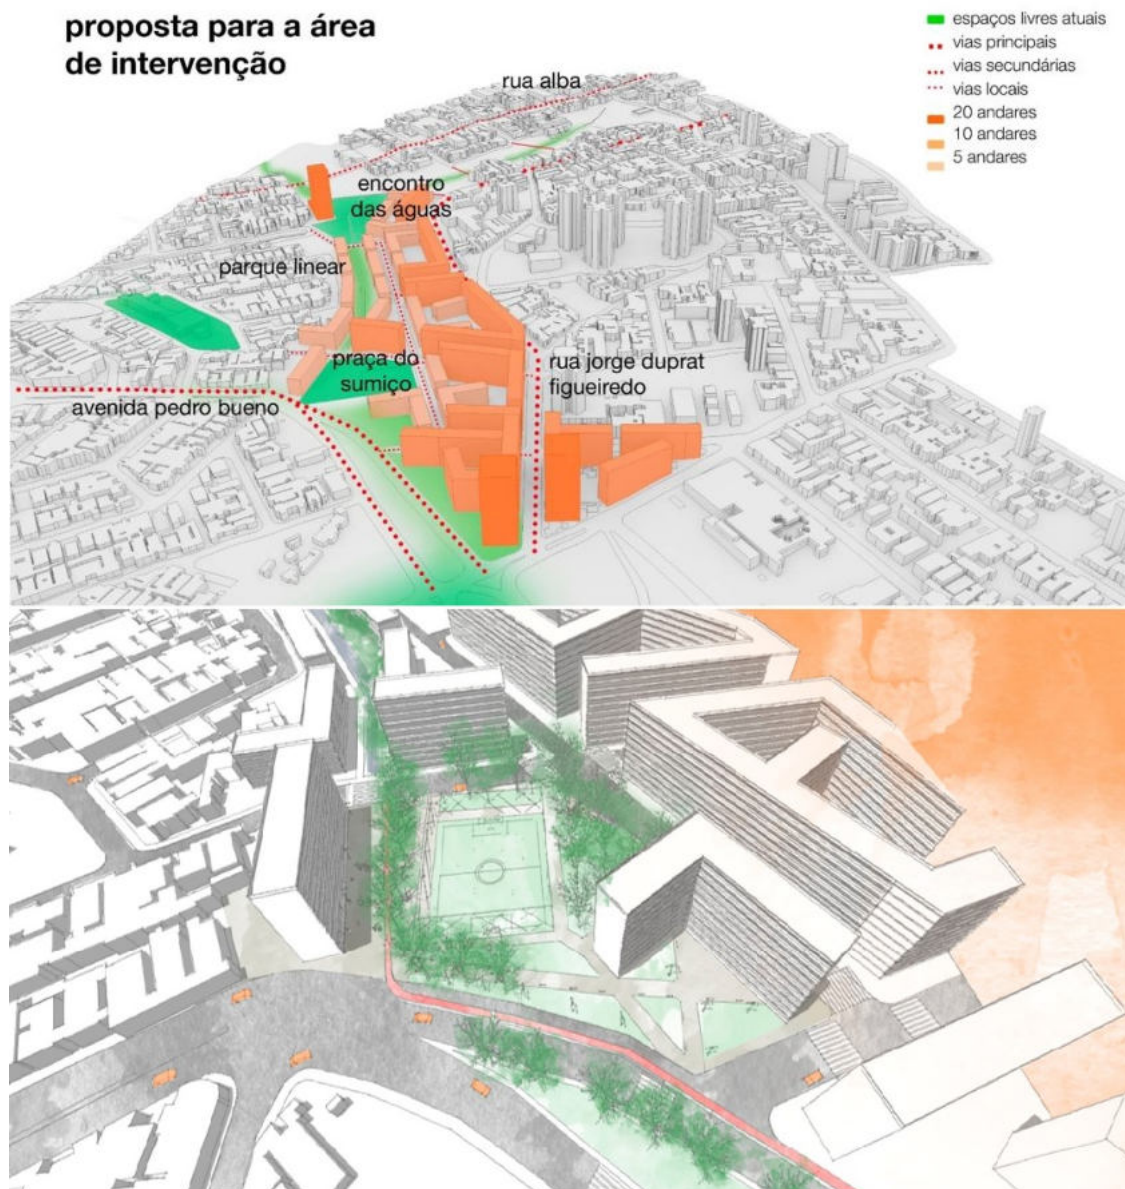 proposta para a área
de intervenção
espaços livres atuais
vias principais
vias secundárias
vias locais
20 andares
10 andares
5 andares
rua alba
encontro
das águas
parque linear
praça do
sumiço
rua jorge duprat
figueiredo
avenida pedro bueno